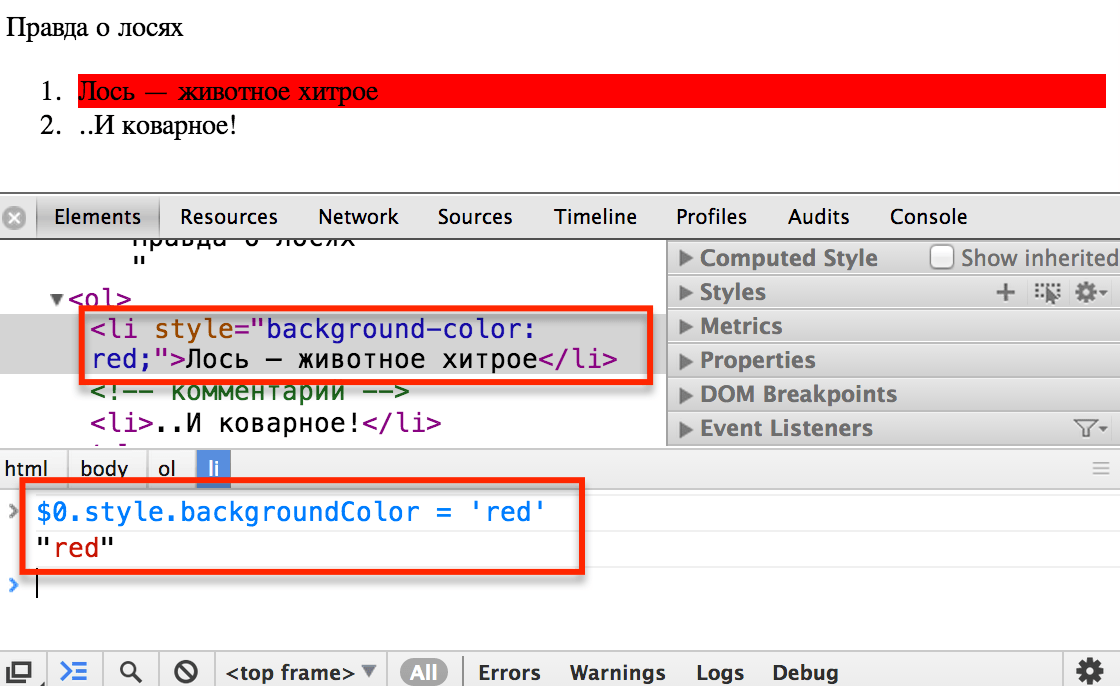 Правда о лосях
1. Лось — животное хитрое
2. ..И коварное!
Elements Resources Network Sources Timeline Profiles Audits Console
Правда о лосях
"
▼<ol>
<li style="background-color:
red;">Лось — животное хитрое</li>
<!-- комментарий -->
<li>..И коварное!</li>
▶ Computed Style Show inherited
▶ Styles
▶ Metrics
▶ Properties
▶ DOM Breakpoints
▶ Event Listeners
html body ol li
> $0.style.backgroundColor = 'red'
"red"
>
<top frame> ▼ All Errors Warnings Logs Debug